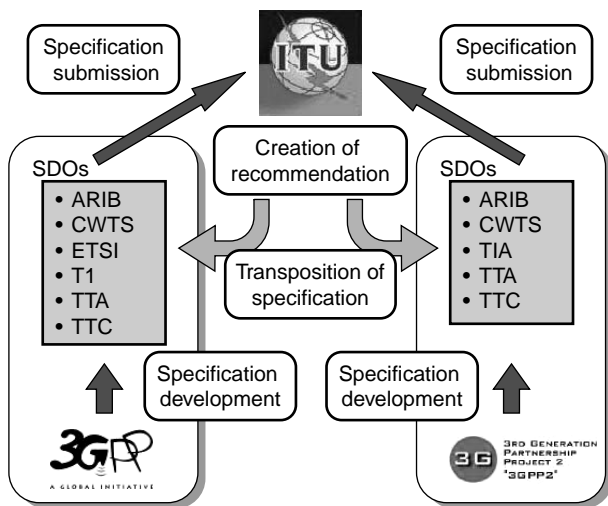 Specification
submission
ITU
Specification
submission
Creation of
recommendation
SDOs
• ARIB
• CWTS
• ETSI
• T1
• TTA
• TTC
SDOs
• ARIB
• CWTS
• TIA
• TTA
• TTC
Transposition of
specification
Specification
development
Specification
development
3GPP
A GLOBAL INITIATIVE
3G
3RD GENERATION
PARTNERSHIP
PROJECT 2
"3GPP2"